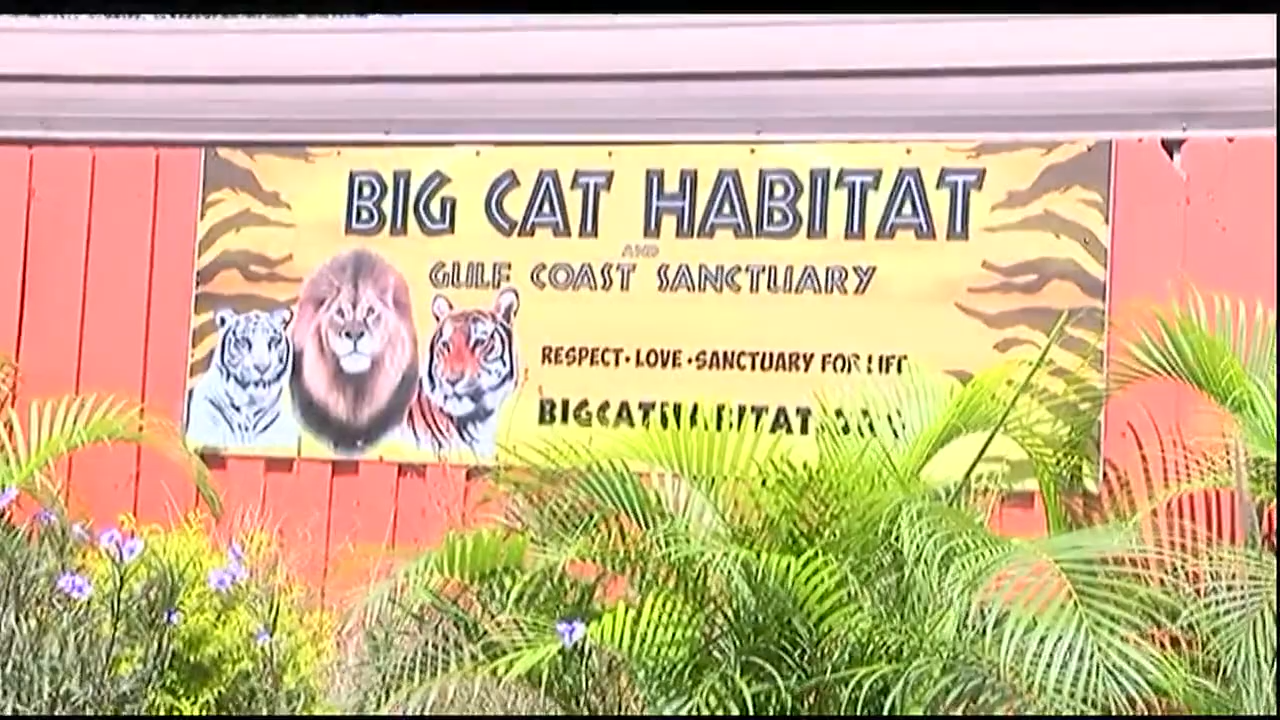 BIG CAT HABITAT
AND
GULF COAST SANCTUARY
RESPECT • LOVE • SANCTUARY FOR LIFE